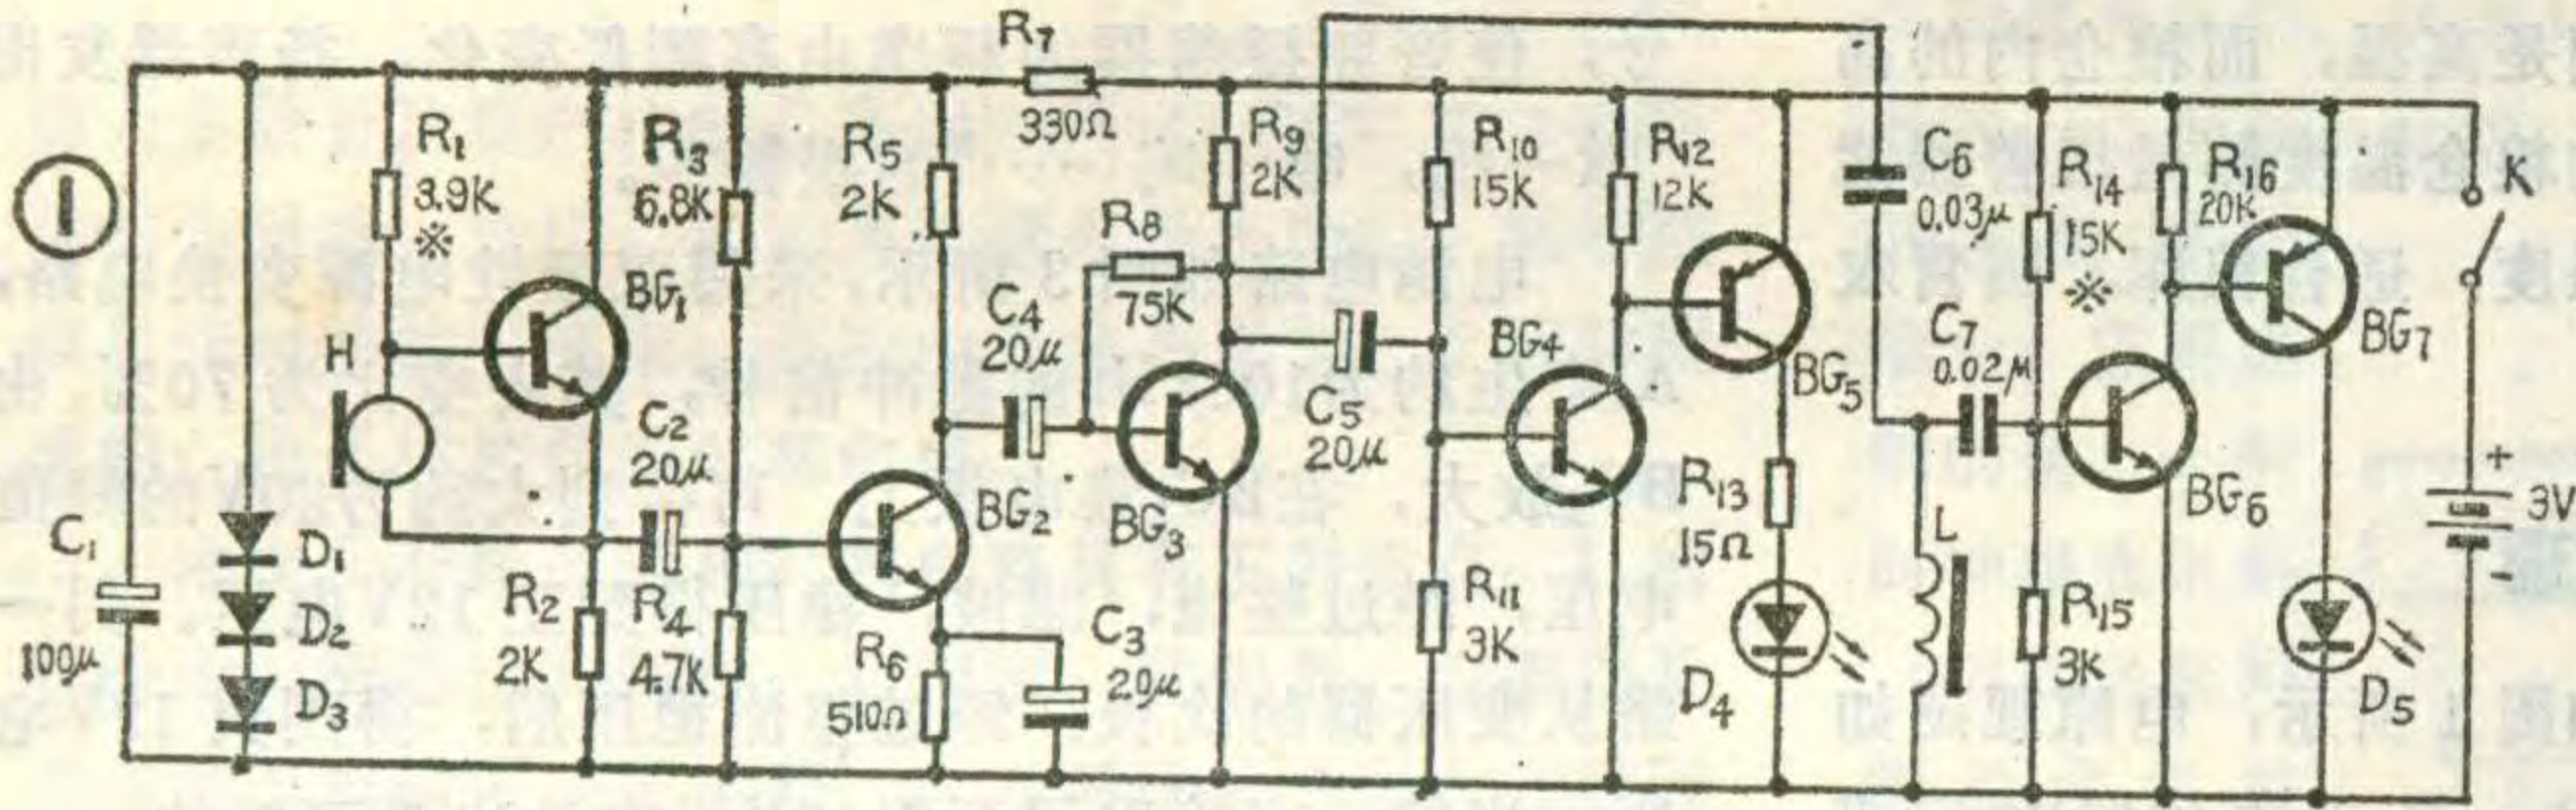 ①
R₁
3.9K
※
H
BG₁
C₁
100μ
D₁
D₂
D₃
R₂
2K
C₂
20μ
R₃
6.8K
R₄
4.7K
R₅
2K
BG₂
R₆
510Ω
C₃
20μ
R₇
330Ω
C₄
20μ
R₈
75K
BG₃
R₉
2K
C₅
20μ
R₁₀
15K
R₁₁
3K
BG₄
R₁₂
12K
BG₅
R₁₃
15Ω
D₄
C₆
0.03μ
C₇
0.02μ
L
R₁₄
15K
※
R₁₅
3K
BG₆
R₁₆
20K
BG₇
D₅
K
+
3V
-